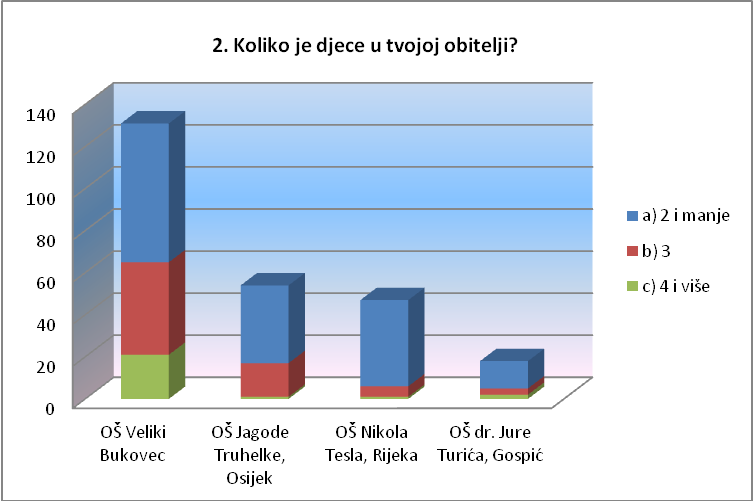 2. Koliko je djece u tvojoj obitelji?
140
120
100
80
60
40
20
0
OŠ Veliki
Bukovec
OŠ Jagode
Truhelke,
Osijek
OŠ Nikola
Tesla, Rijeka
OŠ dr. Jure
Turića, Gospić
a) 2 i manje
b) 3
c) 4 i više